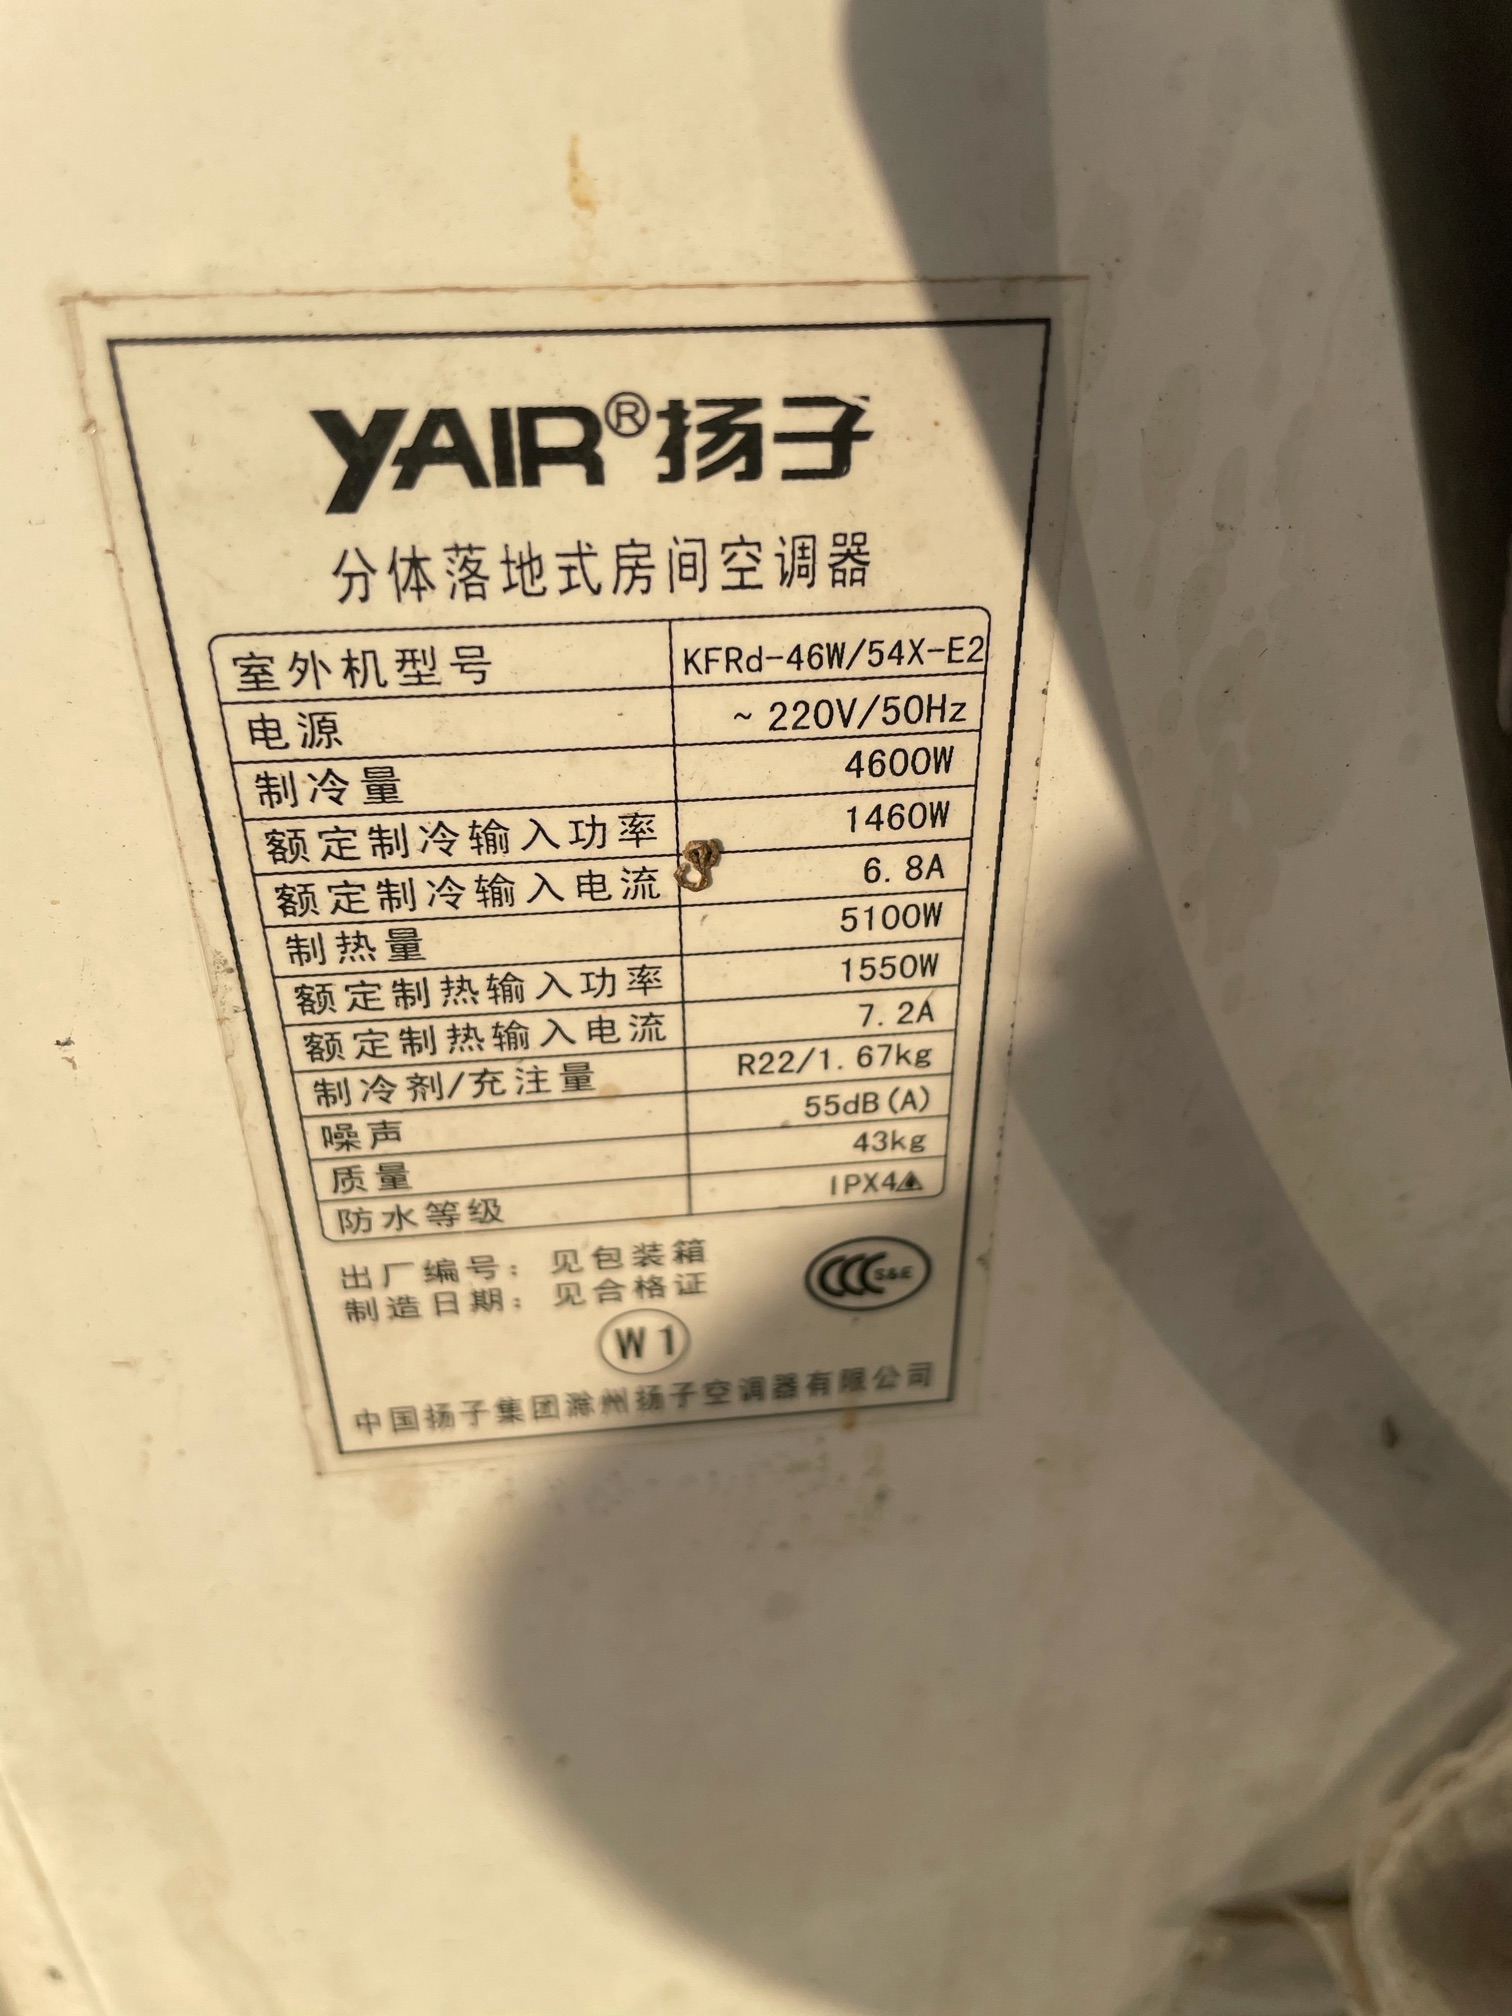 YAIR®扬子
分体落地式房间空调器
室外机型号 KFRd-46W/54X-E2
电源 ~ 220V/50Hz
制冷量 4600W
额定制冷输入功率 1460W
额定制冷输入电流 6.8A
制热量 5100W
额定制热输入功率 1550W
额定制热输入电流 7.2A
制冷剂/充注量 R22/1.67kg
噪声 55dB(A)
质量 43kg
防水等级 IPX4
出厂编号: 见包装箱
制造日期: 见合格证
CCC S&E
W1
中国扬子集团滁州扬子空调器有限公司